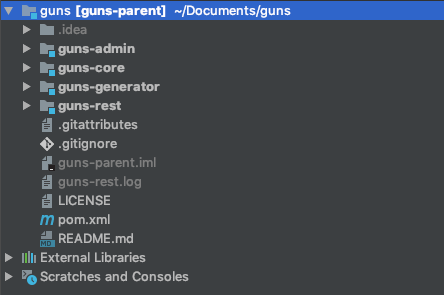 guns [guns-parent] ~/Documents/guns
.idea
guns-admin
guns-core
guns-generator
guns-rest
.gitattributes
.gitignore
guns-parent.iml
guns-rest.log
LICENSE
m pom.xml
MD README.md
External Libraries
Scratches and Consoles